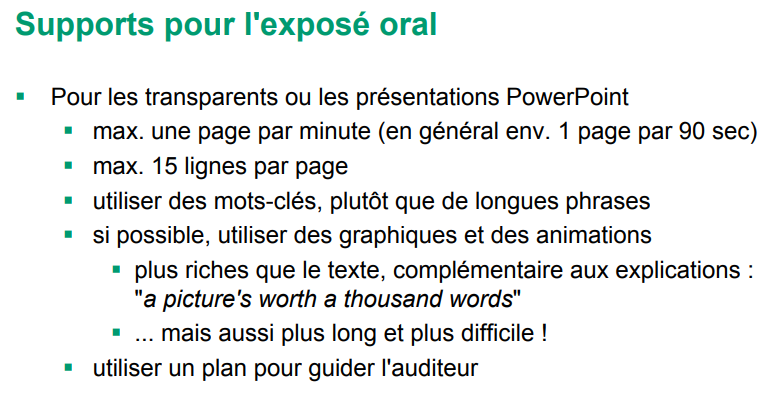 Supports pour l'exposé oral
Pour les transparents ou les présentations PowerPoint
max. une page par minute (en général env. 1 page par 90 sec)
max. 15 lignes par page
utiliser des mots-clés, plutôt que de longues phrases
si possible, utiliser des graphiques et des animations
plus riches que le texte, complémentaire aux explications :
"a picture's worth a thousand words"
... mais aussi plus long et plus difficile !
utiliser un plan pour guider l'auditeur